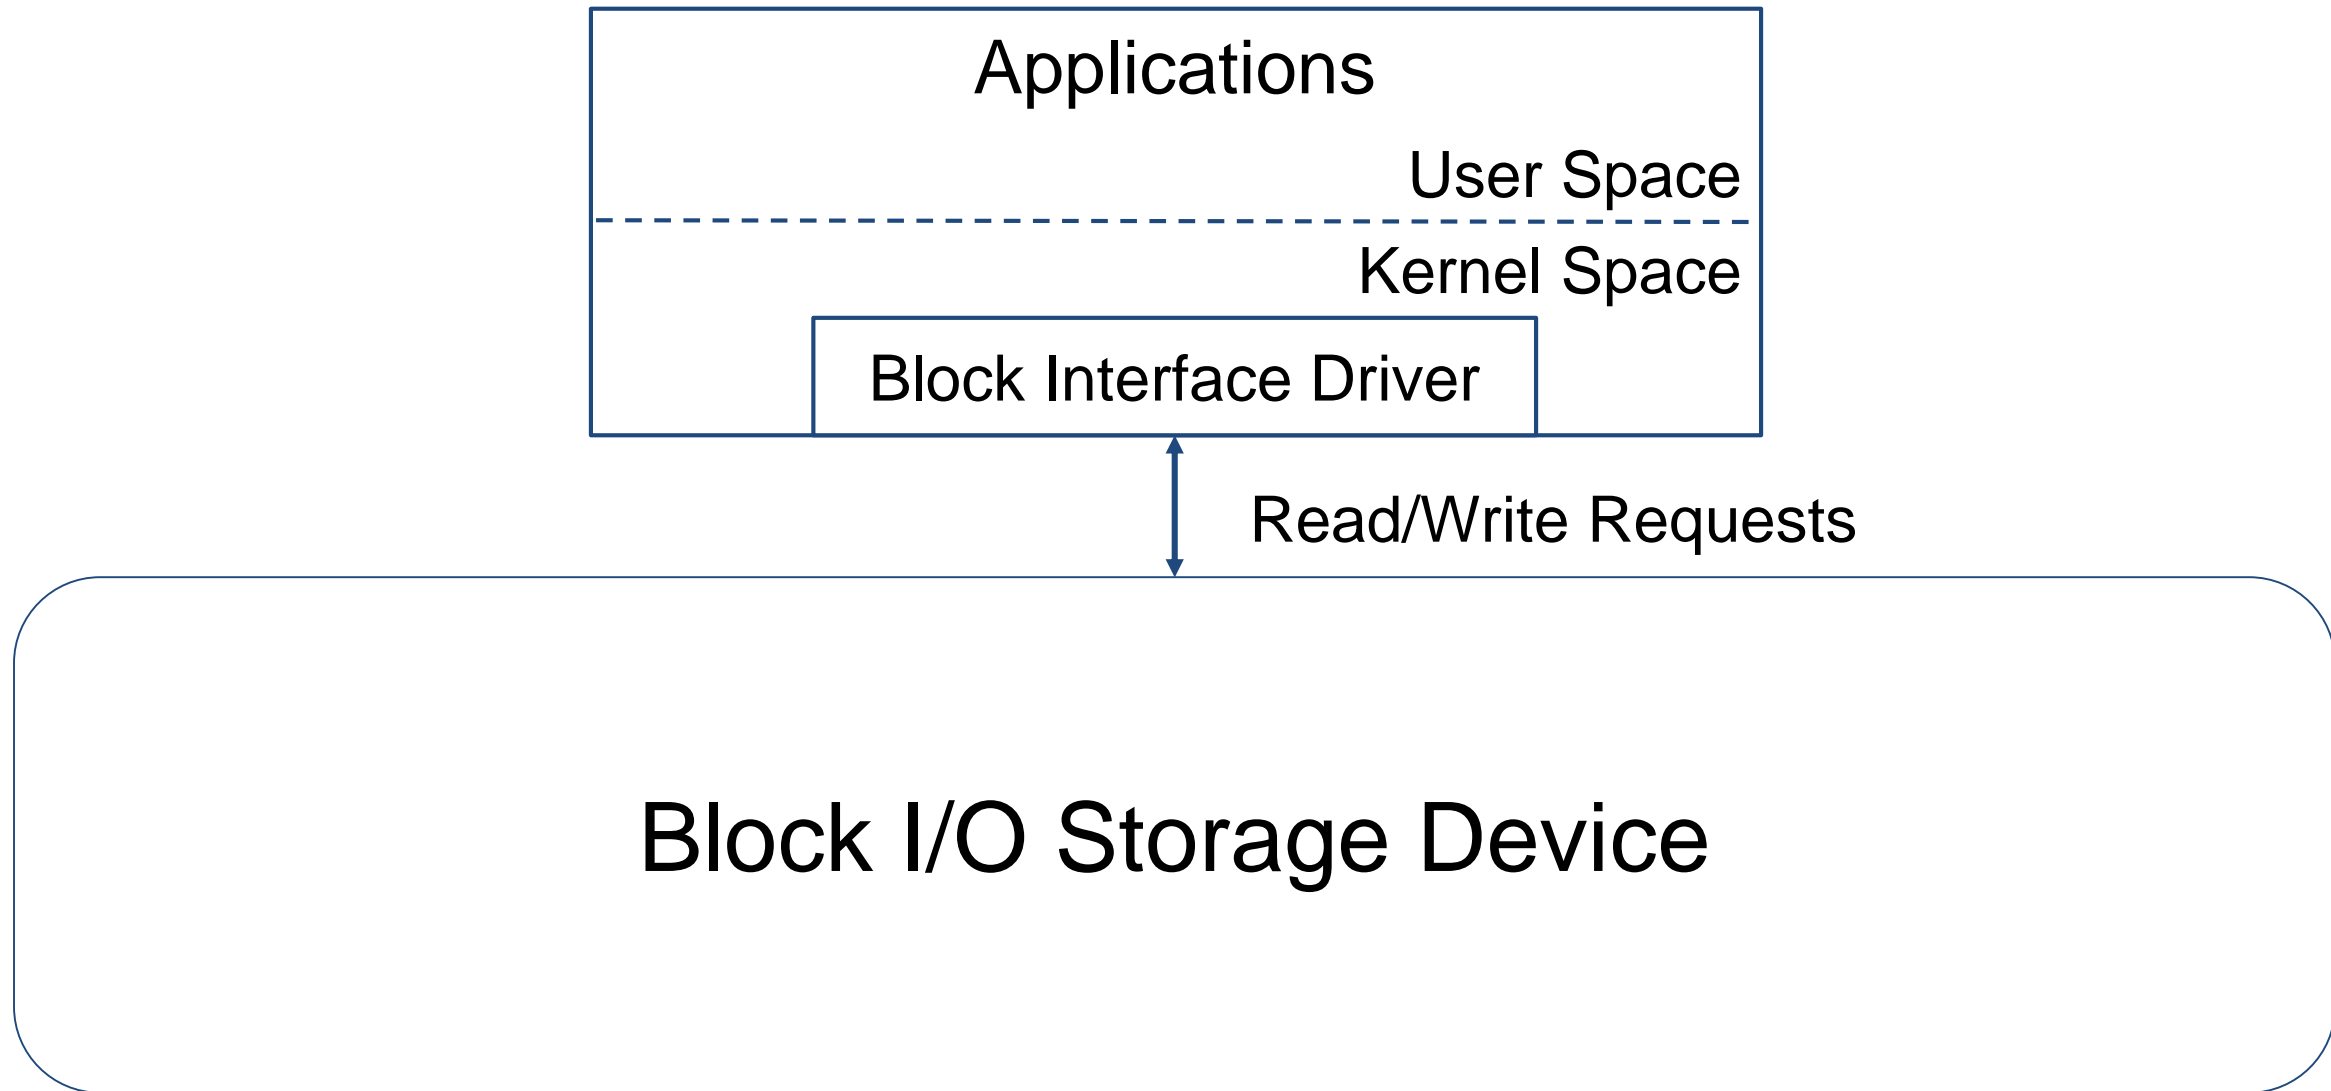 Applications
User Space
Kernel Space
Block Interface Driver
Read/Write Requests
Block I/O Storage Device